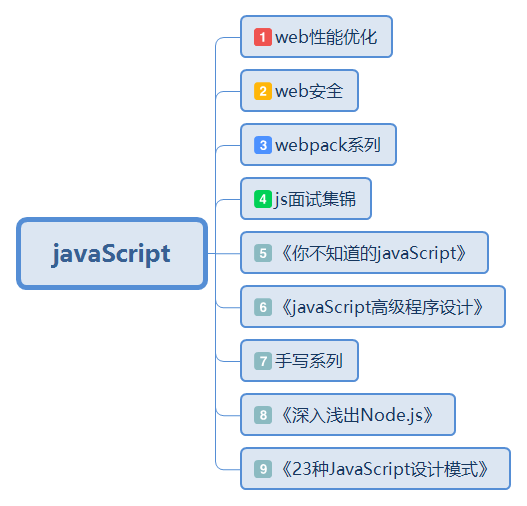 javaScript
1 web性能优化
2 web安全
3 webpack系列
4 js面试集锦
5 《你不知道的javaScript》
6 《javaScript高级程序设计》
7 手写系列
8 《深入浅出Node.js》
9 《23种JavaScript设计模式》